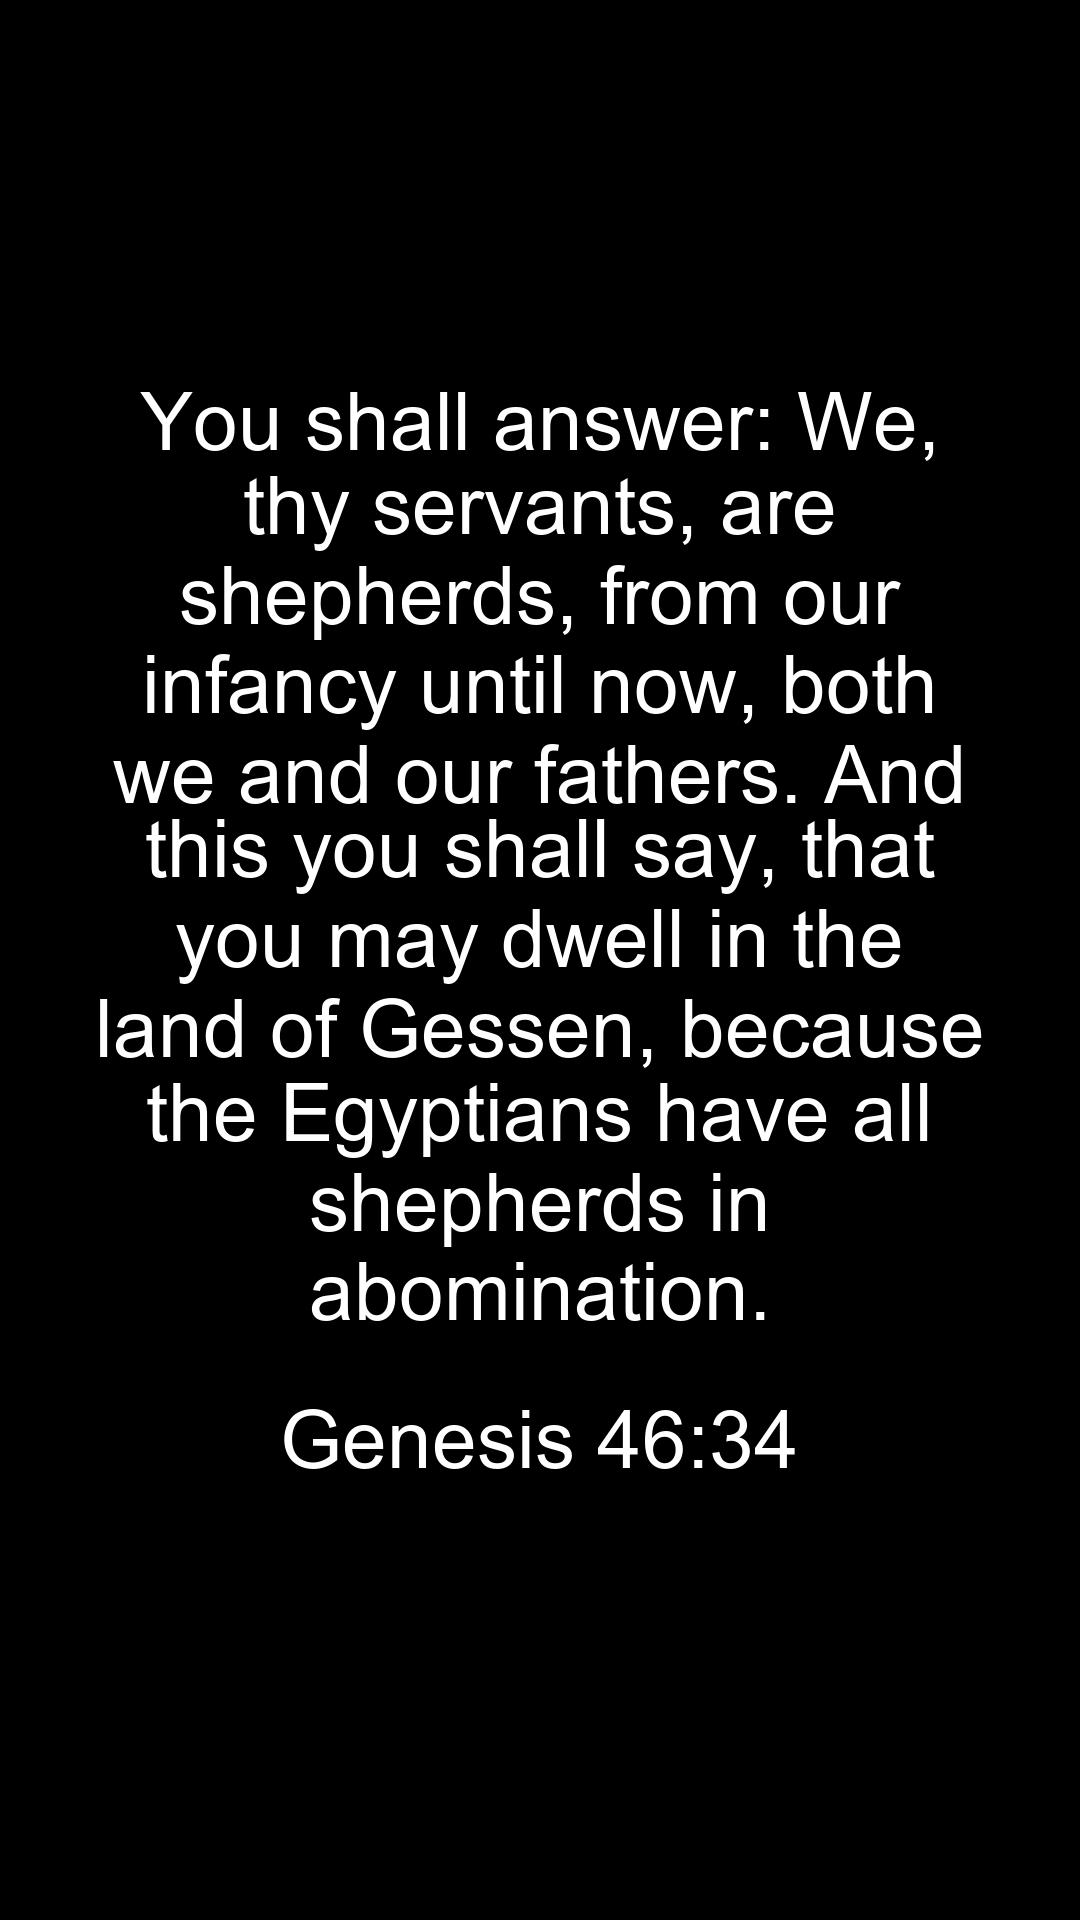 You shall answer: We,
thy servants, are
shepherds, from our
infancy until now, both
we and our fathers. And
this you shall say, that
you may dwell in the
land of Gessen, because
the Egyptians have all
shepherds in
abomination.
Genesis 46:34